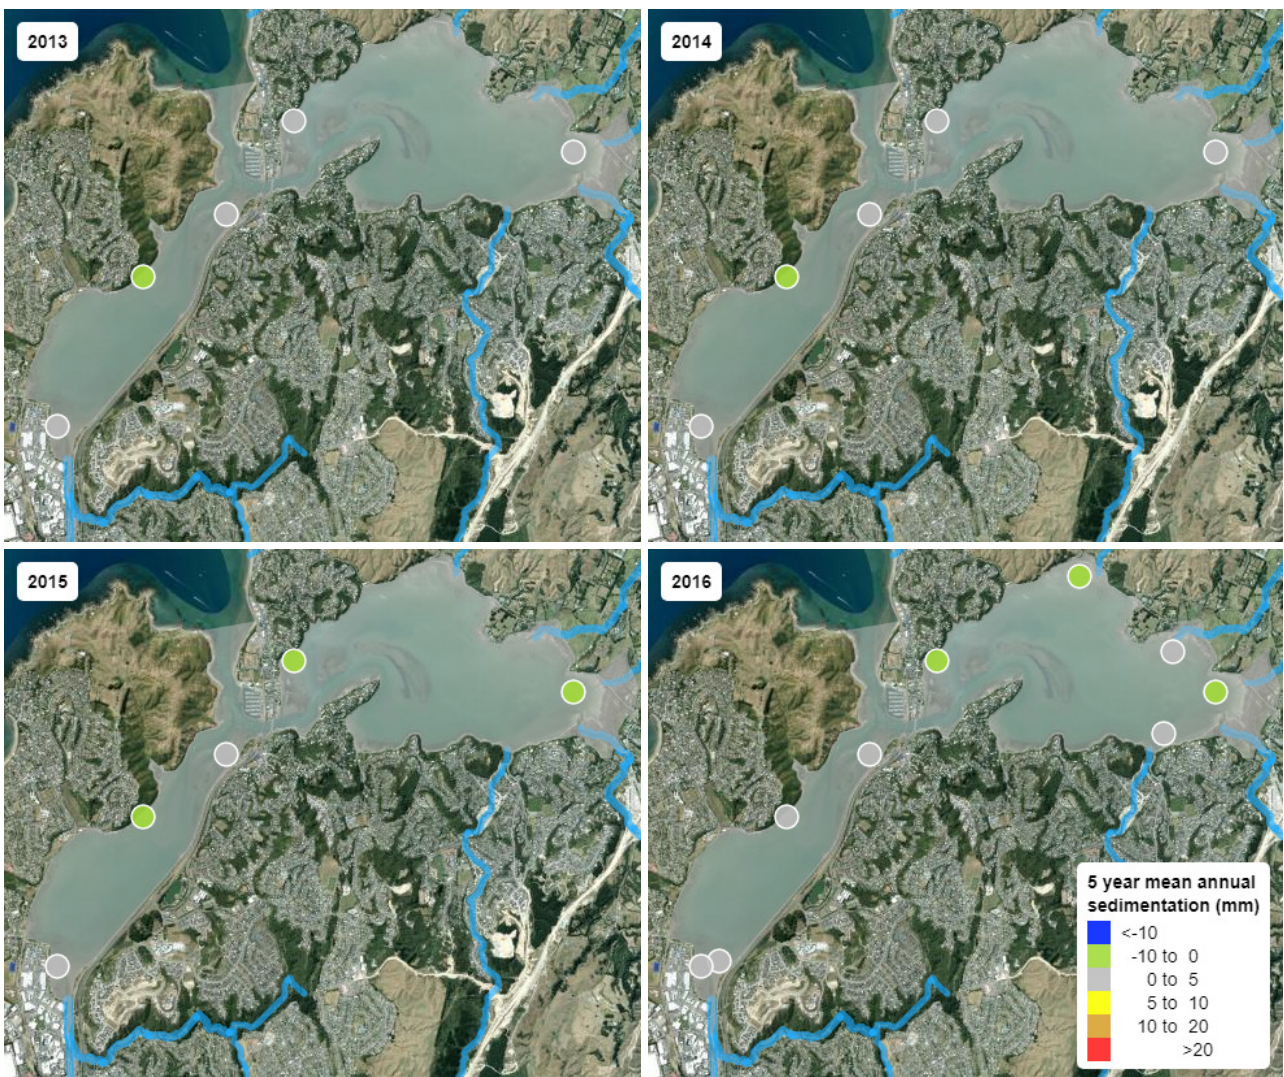 2013
2014
2015
2016
5 year mean annual
sedimentation (mm)
<-10
-10 to 0
0 to 5
5 to 10
10 to 20
>20